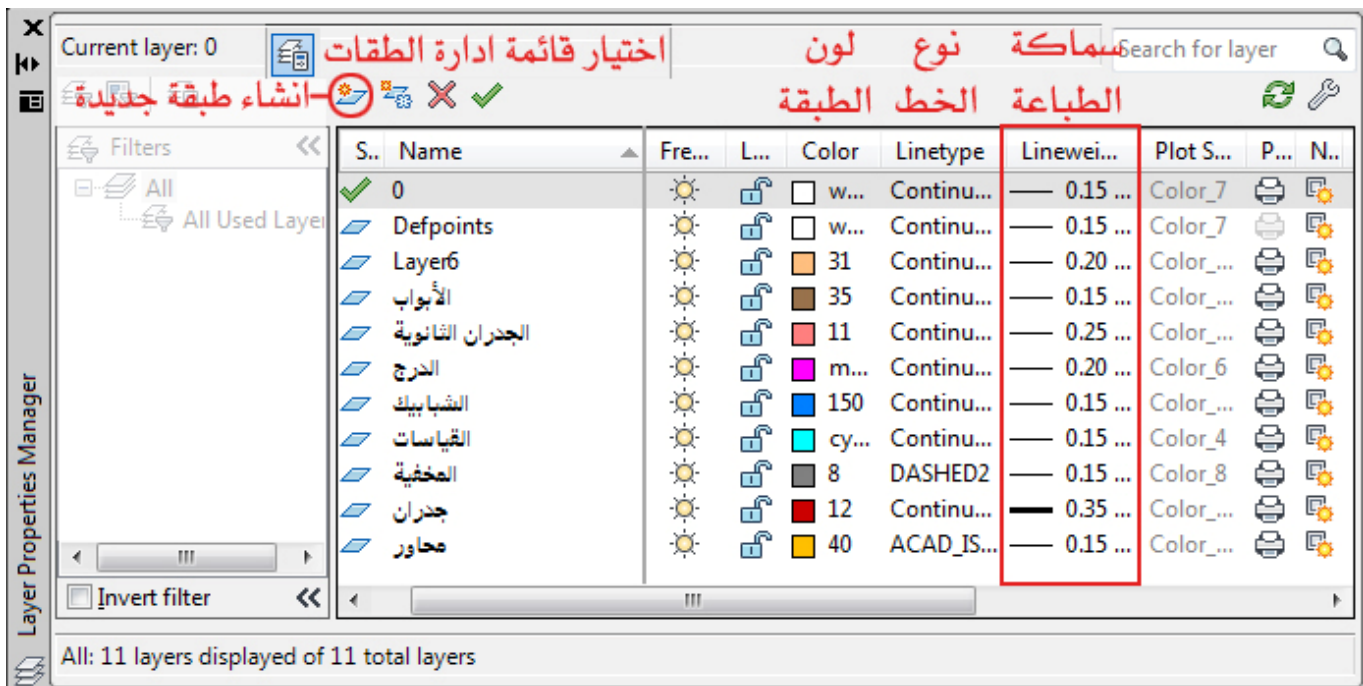 Current layer: 0
اختيار قائمة ادارة الطقات
لون
نوع
سماكة
Search for layer
انشاء طبقة جديدة
الطبقة
الخط
الطباعة
Filters
All
All Used Layer
S.. Name Fre... L... Color Linetype Linewei... Plot S... P... N..
0 w... Continu... 0.15 ... Color_7
Defpoints w... Continu... 0.15 ... Color_7
Layer6 31 Continu... 0.20 ... Color_...
الأبواب 35 Continu... 0.15 ... Color_...
الجدران الثانوية 11 Continu... 0.25 ... Color_...
الدرج m... Continu... 0.20 ... Color_6
الشبابيك 150 Continu... 0.15 ... Color_...
القياسات cy... Continu... 0.15 ... Color_4
المخفية 8 DASHED2 0.15 ... Color_8
جدران 12 Continu... 0.35 ... Color_...
محاور 40 ACAD_IS... 0.15 ... Color_...
Invert filter
All: 11 layers displayed of 11 total layers
Layer Properties Manager